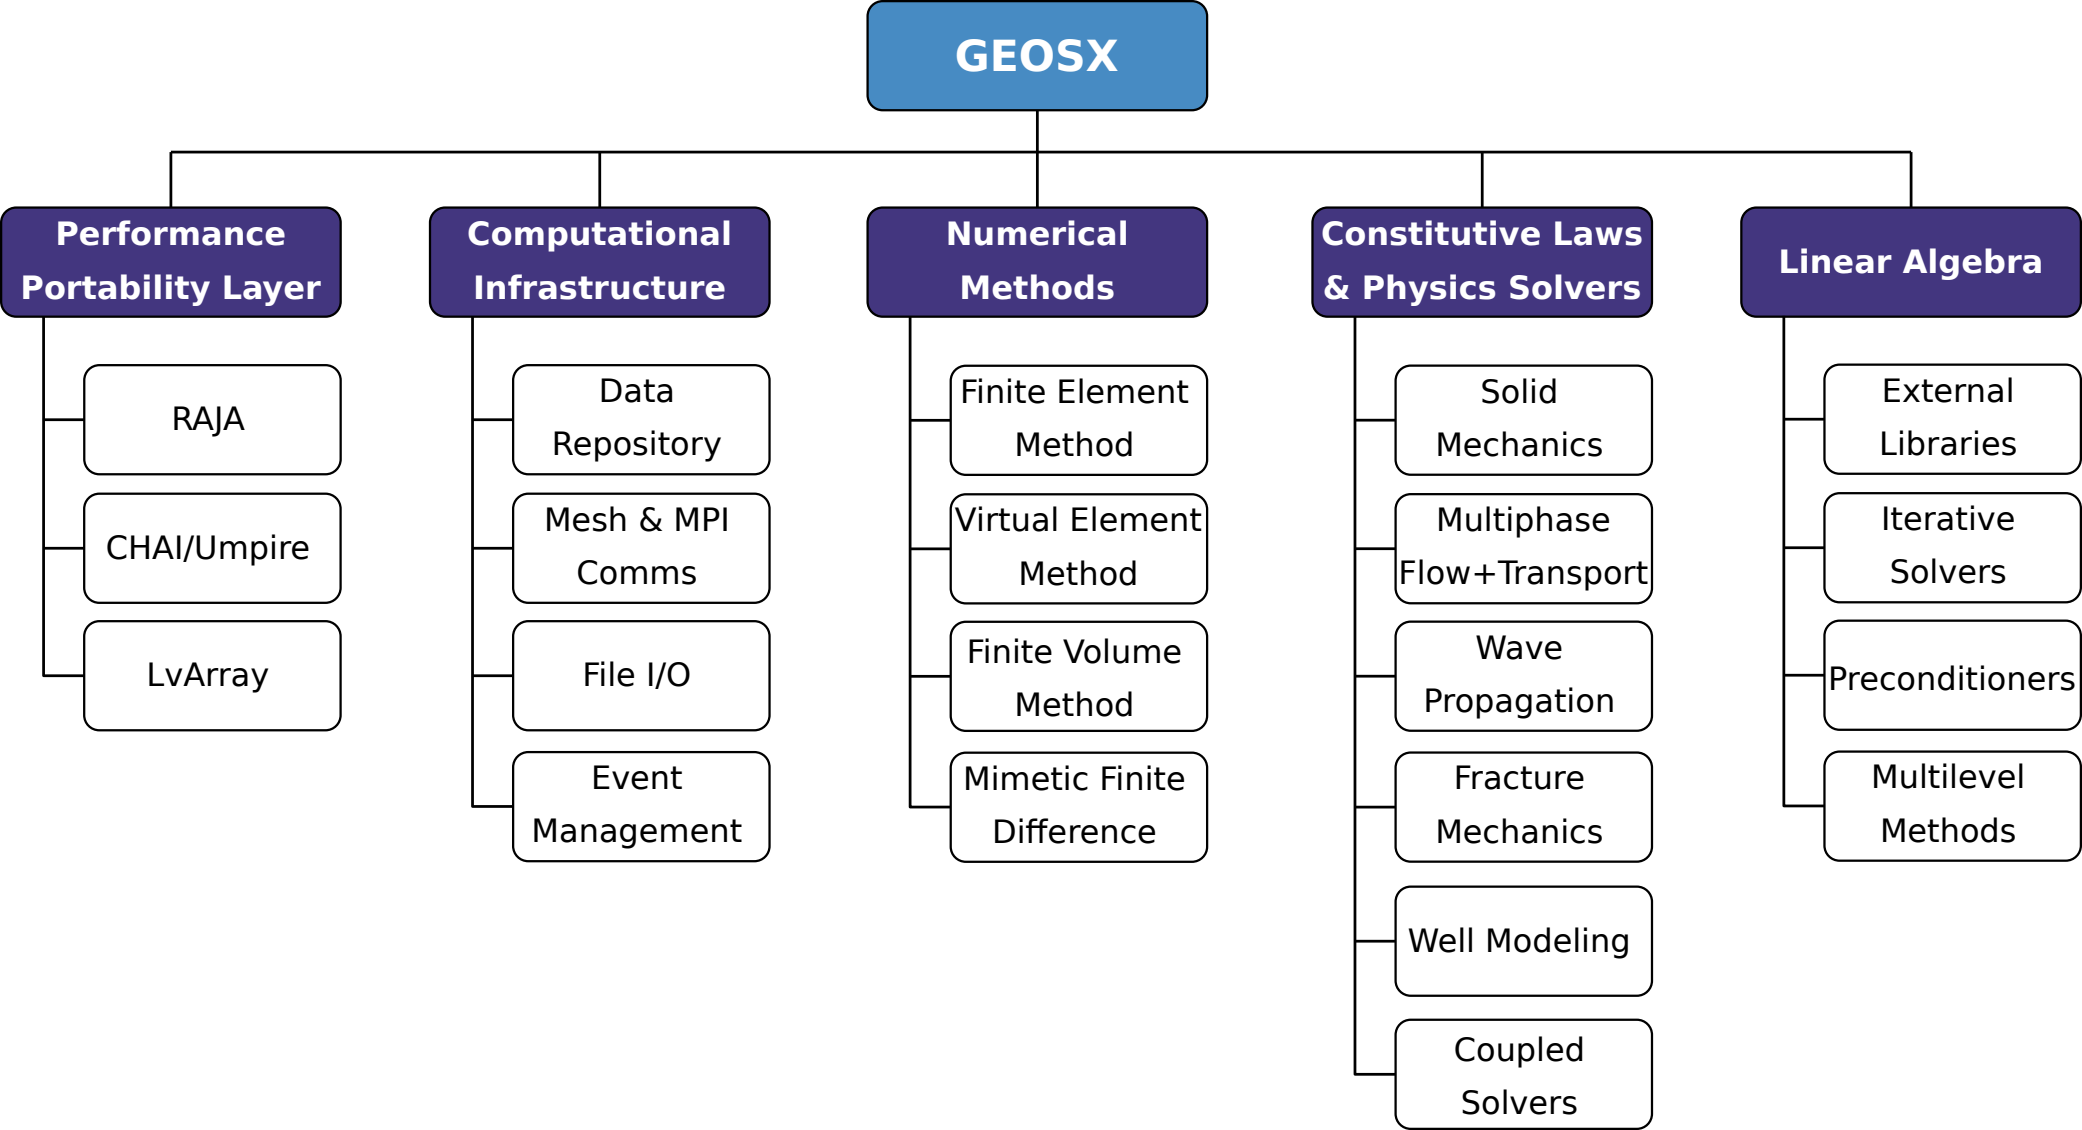 GEOSX
Performance
Portability Layer
RAJA
CHAI/Umpire
LvArray
Computational
Infrastructure
Data
Repository
Mesh & MPI
Comms
File I/O
Event
Management
Numerical
Methods
Finite Element
Method
Virtual Element
Method
Finite Volume
Method
Mimetic Finite
Difference
Constitutive Laws
& Physics Solvers
Solid
Mechanics
Multiphase
Flow+Transport
Wave
Propagation
Fracture
Mechanics
Well Modeling
Coupled
Solvers
Linear Algebra
External
Libraries
Iterative
Solvers
Preconditioners
Multilevel
Methods